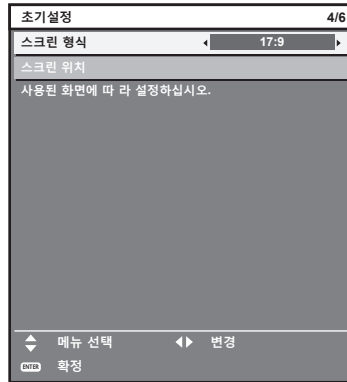 초기설정 4/6
스크린 형식 17:9
스크린 위치
사용된 화면에 따 라 설정하십시오.
메뉴 선택 변경
ENTER 확정